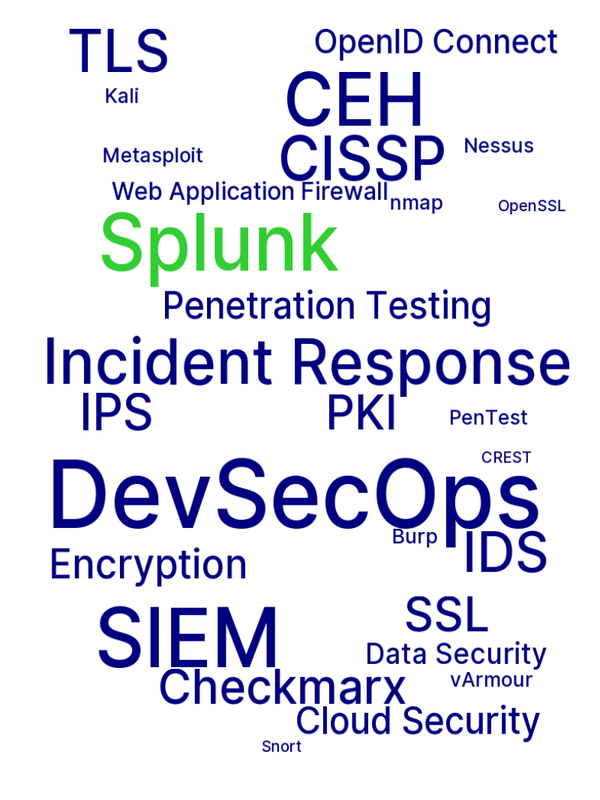 TLS
OpenID Connect
CEH
Kali
CISSP
Nessus
Metasploit
Web Application Firewall
nmap
OpenSSL
Splunk
Penetration Testing
Incident Response
IPS
PKI
PenTest
CREST
DevSecOps
Burp
IDS
Encryption
SSL
SIEM
Data Security
vArmour
Checkmarx
Cloud Security
Snort